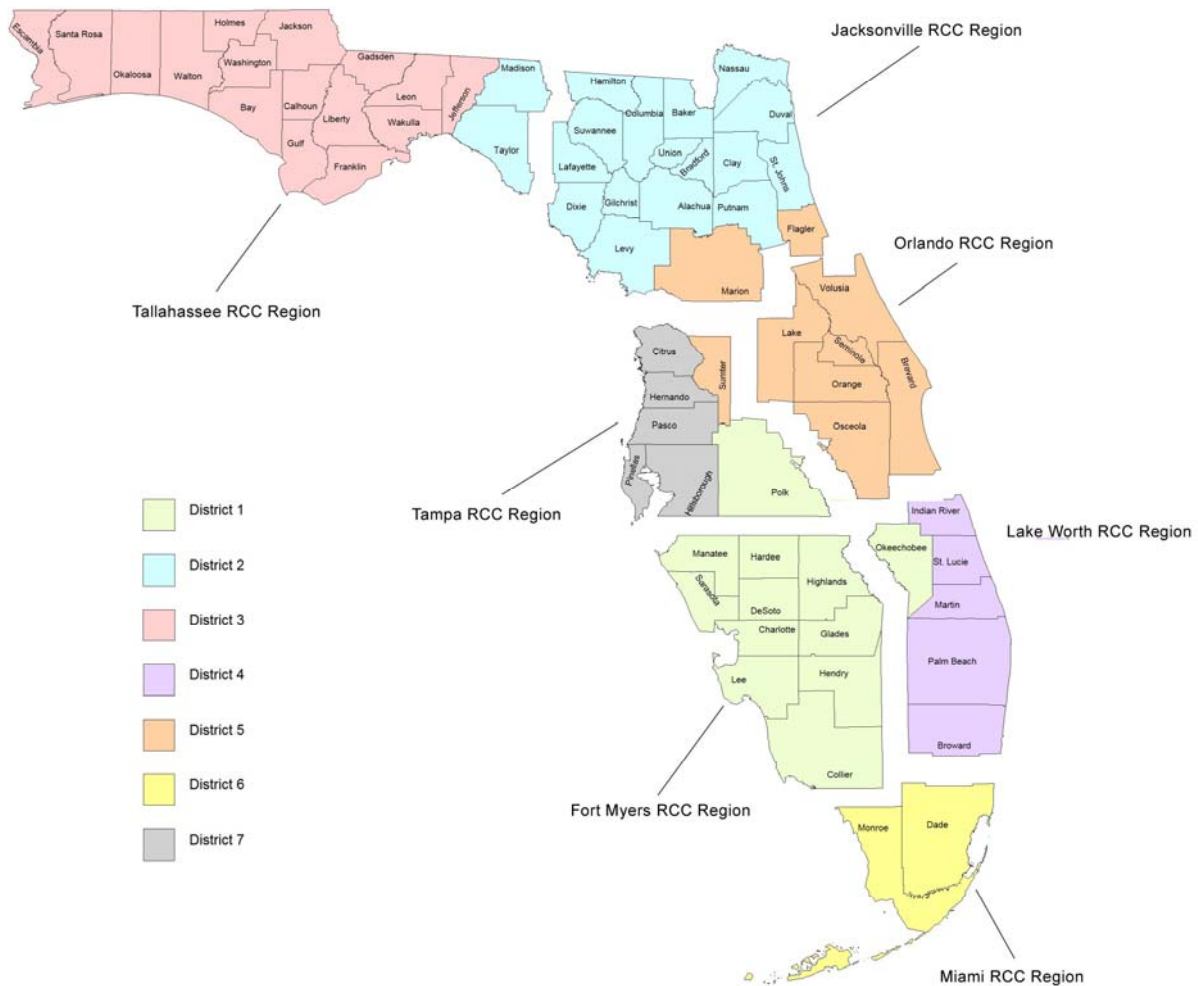 Jacksonville RCC Region
Orlando RCC Region
Tallahassee RCC Region
Tampa RCC Region
Lake Worth RCC Region
Fort Myers RCC Region
Miami RCC Region
Escambia
Santa Rosa
Okaloosa
Walton
Holmes
Jackson
Washington
Bay
Calhoun
Gulf
Liberty
Gadsden
Leon
Wakulla
Franklin
Jefferson
Madison
Taylor
Hamilton
Suwannee
Columbia
Baker
Nassau
Duval
Lafayette
Union
Bradford
Clay
St. Johns
Dixie
Gilchrist
Alachua
Putnam
Levy
Flagler
Marion
Volusia
Lake
Seminole
Orange
Brevard
Osceola
Citrus
Sumter
Hernando
Pasco
Pinellas
Hillsborough
Polk
Indian River
Okeechobee
St. Lucie
Martin
Palm Beach
Broward
Manatee
Hardee
Highlands
Sarasota
DeSoto
Charlotte
Glades
Lee
Hendry
Collier
Monroe
Dade
District 1
District 2
District 3
District 4
District 5
District 6
District 7